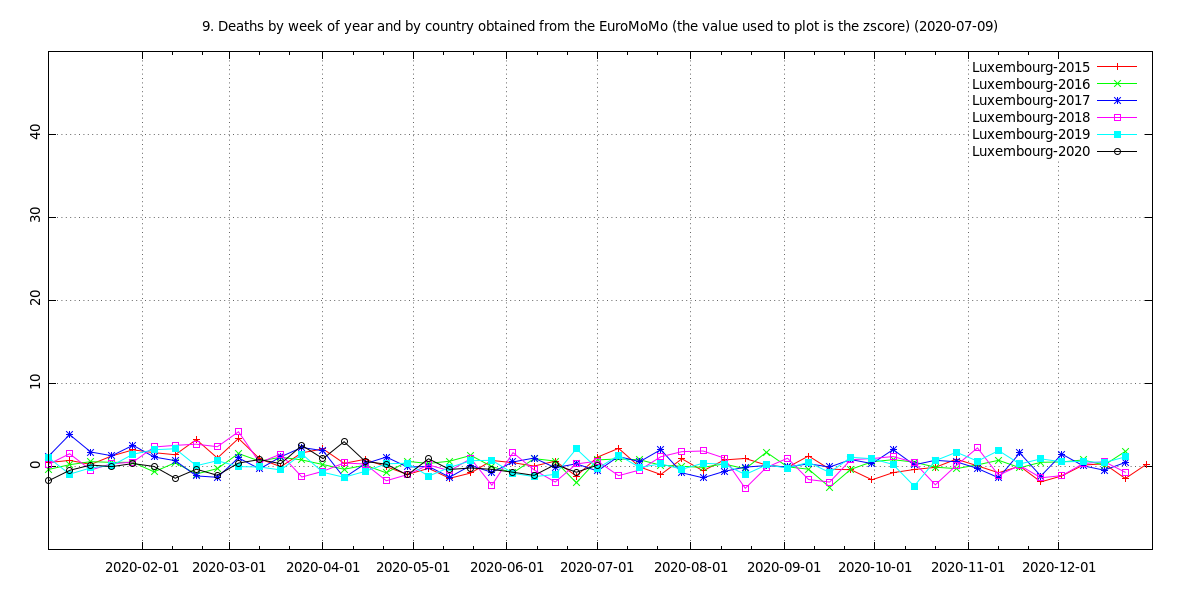 9. Deaths by week of year and by country obtained from the EuroMoMo (the value used to plot is the zscore) (2020-07-09)
Luxembourg-2015
Luxembourg-2016
Luxembourg-2017
Luxembourg-2018
Luxembourg-2019
Luxembourg-2020
40
30
20
10
0
2020-02-01 2020-03-01 2020-04-01 2020-05-01 2020-06-01 2020-07-01 2020-08-01 2020-09-01 2020-10-01 2020-11-01 2020-12-01